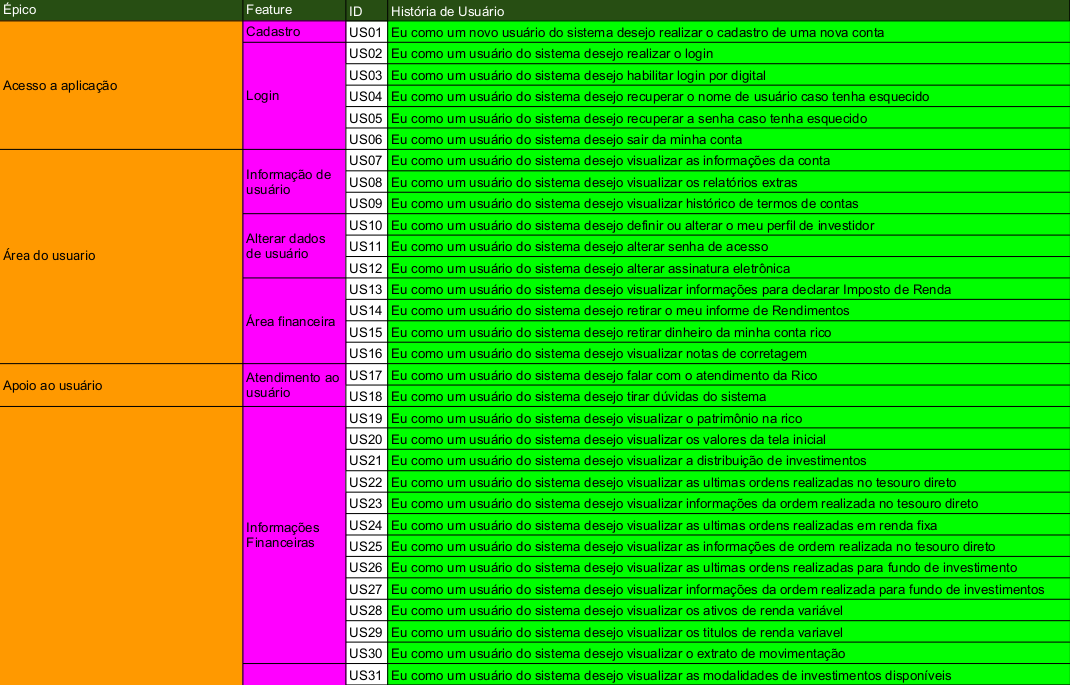 Épico Feature ID História de Usuário
Acesso a aplicação
Cadastro
US01 Eu como um novo usuário do sistema desejo realizar o cadastro de uma nova conta
Login
US02 Eu como um usuário do sistema desejo realizar o login
US03 Eu como um usuário do sistema desejo habilitar login por digital
US04 Eu como um usuário do sistema desejo recuperar o nome de usuário caso tenha esquecido
US05 Eu como um usuário do sistema desejo recuperar a senha caso tenha esquecido
US06 Eu como um usuário do sistema desejo sair da minha conta
Área do usuario
Informação de
usuário
US07 Eu como um usuário do sistema desejo visualizar as informações da conta
US08 Eu como um usuário do sistema desejo visualizar os relatórios extras
US09 Eu como um usuário do sistema desejo visualizar histórico de termos de contas
Alterar dados
de usuário
US10 Eu como um usuário do sistema desejo definir ou alterar o meu perfil de investidor
US11 Eu como um usuário do sistema desejo alterar senha de acesso
US12 Eu como um usuário do sistema desejo alterar assinatura eletrônica
Área financeira
US13 Eu como um usuário do sistema desejo visualizar informações para declarar Imposto de Renda
US14 Eu como um usuário do sistema desejo retirar o meu informe de Rendimentos
US15 Eu como um usuário do sistema desejo retirar dinheiro da minha conta rico
US16 Eu como um usuário do sistema desejo visualizar notas de corretagem
Apoio ao usuário
Atendimento ao
usuário
US17 Eu como um usuário do sistema desejo falar com o atendimento da Rico
US18 Eu como um usuário do sistema desejo tirar dúvidas do sistema
Informações
Financeiras
US19 Eu como um usuário do sistema desejo visualizar o patrimônio na rico
US20 Eu como um usuário do sistema desejo visualizar os valores da tela inicial
US21 Eu como um usuário do sistema desejo visualizar a distribuição de investimentos
US22 Eu como um usuário do sistema desejo visualizar as ultimas ordens realizadas no tesouro direto
US23 Eu como um usuário do sistema desejo visualizar informações da ordem realizada no tesouro direto
US24 Eu como um usuário do sistema desejo visualizar as ultimas ordens realizadas em renda fixa
US25 Eu como um usuário do sistema desejo visualizar as informações de ordem realizada no tesouro direto
US26 Eu como um usuário do sistema desejo visualizar as ultimas ordens realizadas para fundo de investimento
US27 Eu como um usuário do sistema desejo visualizar informações da ordem realizada para fundo de investimentos
US28 Eu como um usuário do sistema desejo visualizar os ativos de renda variável
US29 Eu como um usuário do sistema desejo visualizar os titulos de renda variavel
US30 Eu como um usuário do sistema desejo visualizar o extrato de movimentação
US31 Eu como um usuário do sistema desejo visualizar as modalidades de investimentos disponíveis